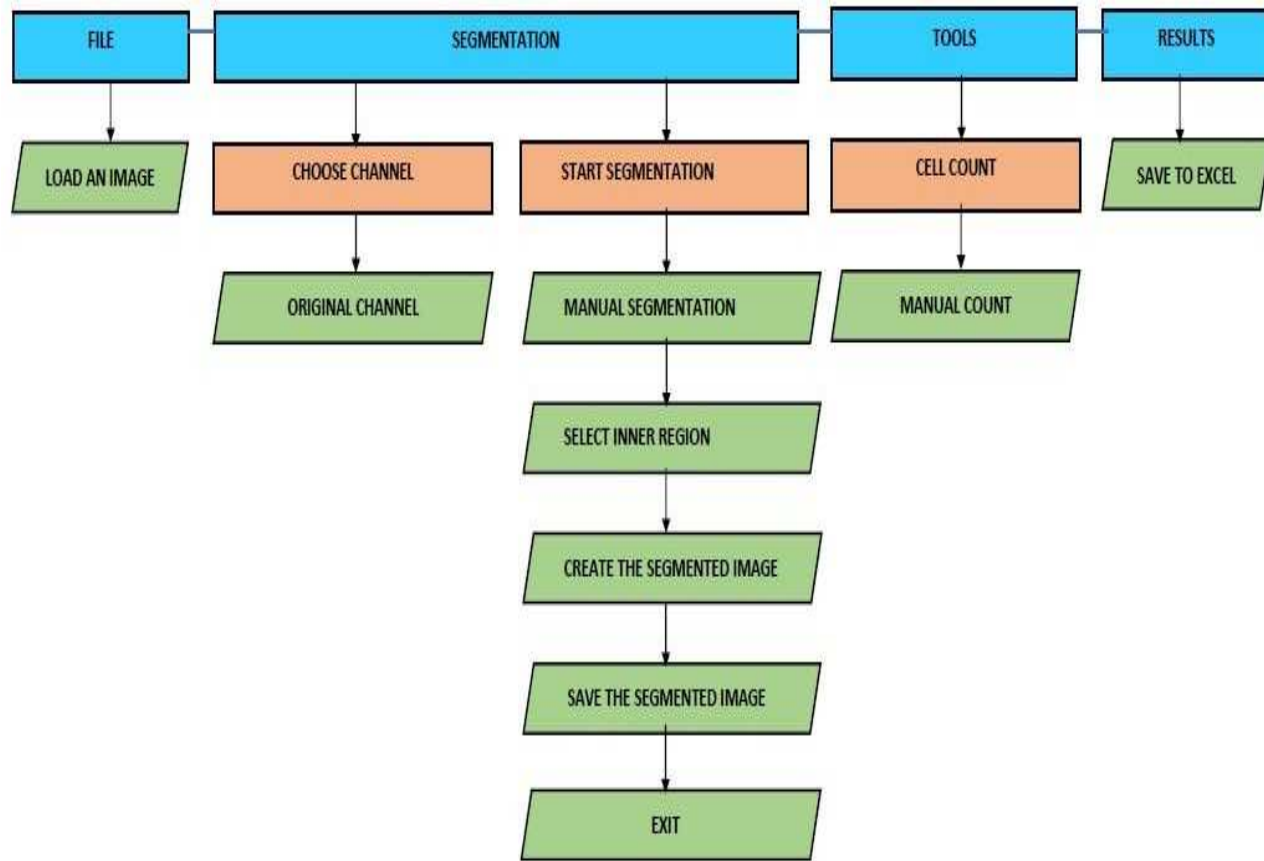 FILE
SEGMENTATION
TOOLS
RESULTS
LOAD AN IMAGE
CHOOSE CHANNEL
START SEGMENTATION
CELL COUNT
SAVE TO EXCEL
ORIGINAL CHANNEL
MANUAL SEGMENTATION
MANUAL COUNT
SELECT INNER REGION
CREATE THE SEGMENTED IMAGE
SAVE THE SEGMENTED IMAGE
EXIT